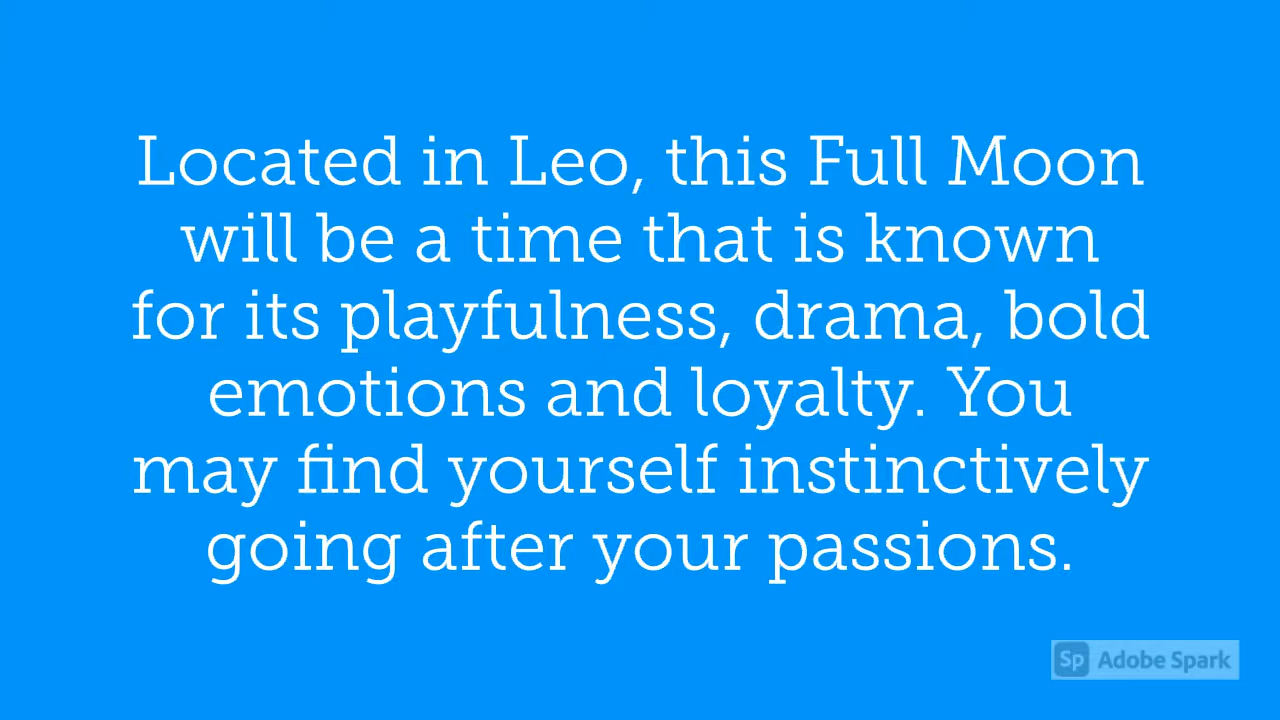 Located in Leo, this Full Moon
will be a time that is known
for its playfulness, drama, bold
emotions and loyalty. You
may find yourself instinctively
going after your passions.
Sp Adobe Spark